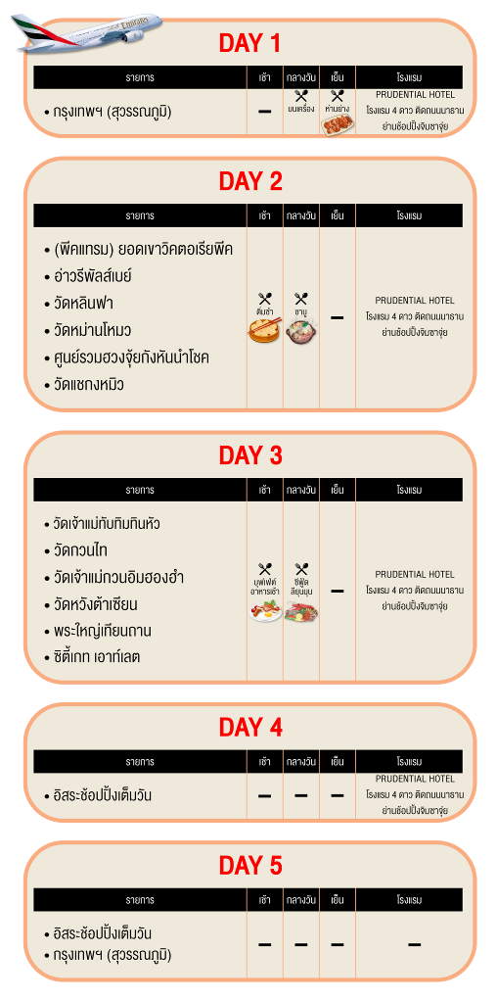 Emirates
DAY 1
รายการ เช้า กลางวัน เย็น โรงแรม
• กรุงเทพฯ (สุวรรณภูมิ)
–
บนเครื่อง
ห่านย่าง
PRUDENTIAL HOTEL
โรงแรม 4 ดาว ติดถนนนาธาน
ย่านช้อปปิ้งจิมซาจุ่ย
DAY 2
รายการ เช้า กลางวัน เย็น โรงแรม
• (พีคแทรม) ยอดเขาวิคตอเรียพีค
• อ่าวรีพัลส์เบย์
• วัดหลินฟา
• วัดหม่านโหมว
• ศูนย์รวมฮวงจุ้ยกังหันนำโชค
• วัดแชกงหมิว
ติ่มซำ
ชาบู
–
PRUDENTIAL HOTEL
โรงแรม 4 ดาว ติดถนนนาธาน
ย่านช้อปปิ้งจิมซาจุ่ย
DAY 3
รายการ เช้า กลางวัน เย็น โรงแรม
• วัดเจ้าแม่ทับทิมทินหัว
• วัดกวนไท
• วัดเจ้าแม่กวนอิมฮองฮำ
• วัดหวังต้าเซียน
• พระใหญ่เทียนถาน
• ซิตี้เกท เอาท์เลต
บุฟเฟ่ต์
อาหารเช้า
ซีฟู้ด
ลียุนมุน
–
PRUDENTIAL HOTEL
โรงแรม 4 ดาว ติดถนนนาธาน
ย่านช้อปปิ้งจิมซาจุ่ย
DAY 4
รายการ เช้า กลางวัน เย็น โรงแรม
• อิสระช้อปปิ้งเต็มวัน
– – –
PRUDENTIAL HOTEL
โรงแรม 4 ดาว ติดถนนนาธาน
ย่านช้อปปิ้งจิมซาจุ่ย
DAY 5
รายการ เช้า กลางวัน เย็น โรงแรม
• อิสระช้อปปิ้งเต็มวัน
• กรุงเทพฯ (สุวรรณภูมิ)
– – – –